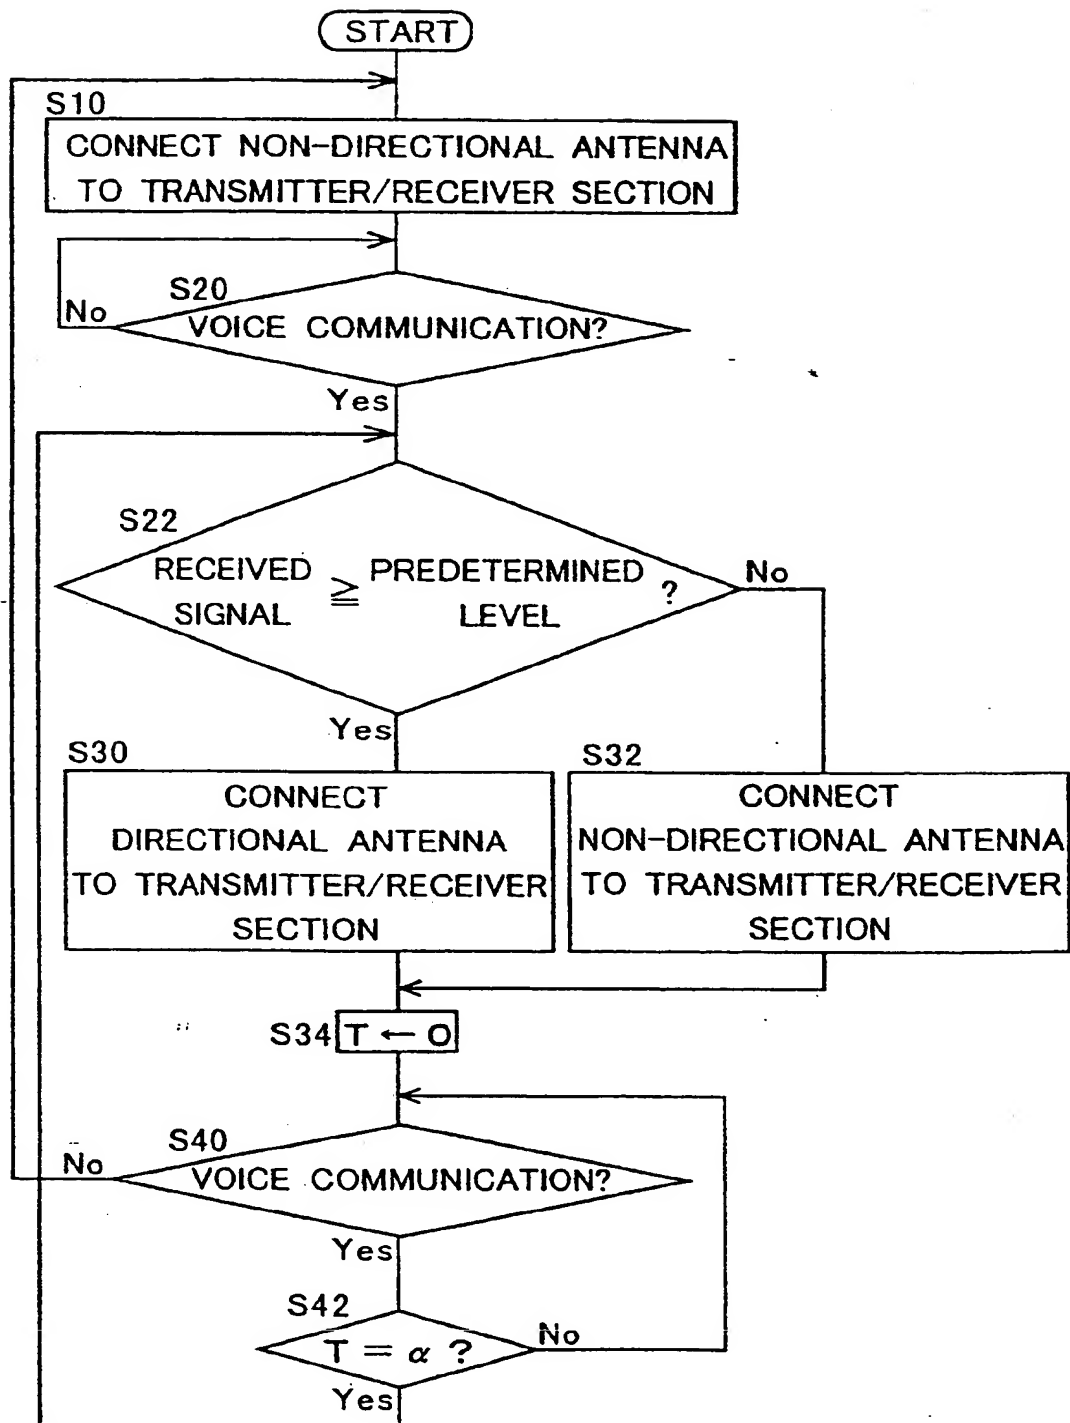 START
S10
CONNECT NON-DIRECTIONAL ANTENNA
TO TRANSMITTER/RECEIVER SECTION
S20
No
VOICE COMMUNICATION?
Yes
S22
RECEIVED SIGNAL ≧ PREDETERMINED LEVEL ?
No
Yes
S30
CONNECT
DIRECTIONAL ANTENNA
TO TRANSMITTER/RECEIVER
SECTION
S32
CONNECT
NON-DIRECTIONAL ANTENNA
TO TRANSMITTER/RECEIVER
SECTION
S34
T ← 0
S40
No
VOICE COMMUNICATION?
Yes
S42
T = α ?
No
Yes